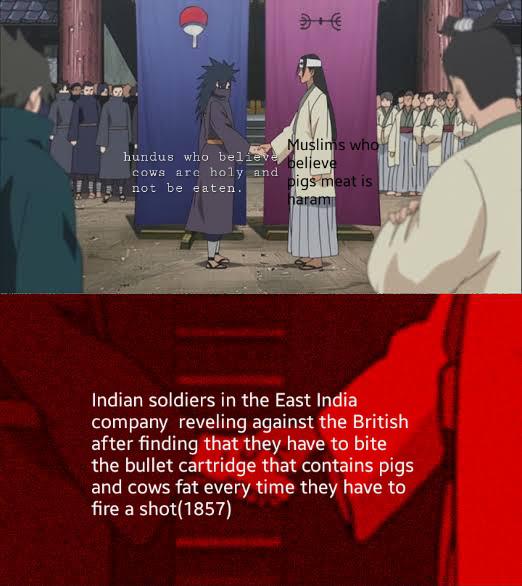 hundus who believe
cows are holy and
not be eaten.
Muslims who
believe
pigs meat is
haram
Indian soldiers in the East India
company reveling against the British
after finding that they have to bite
the bullet cartridge that contains pigs
and cows fat every time they have to
fire a shot(1857)